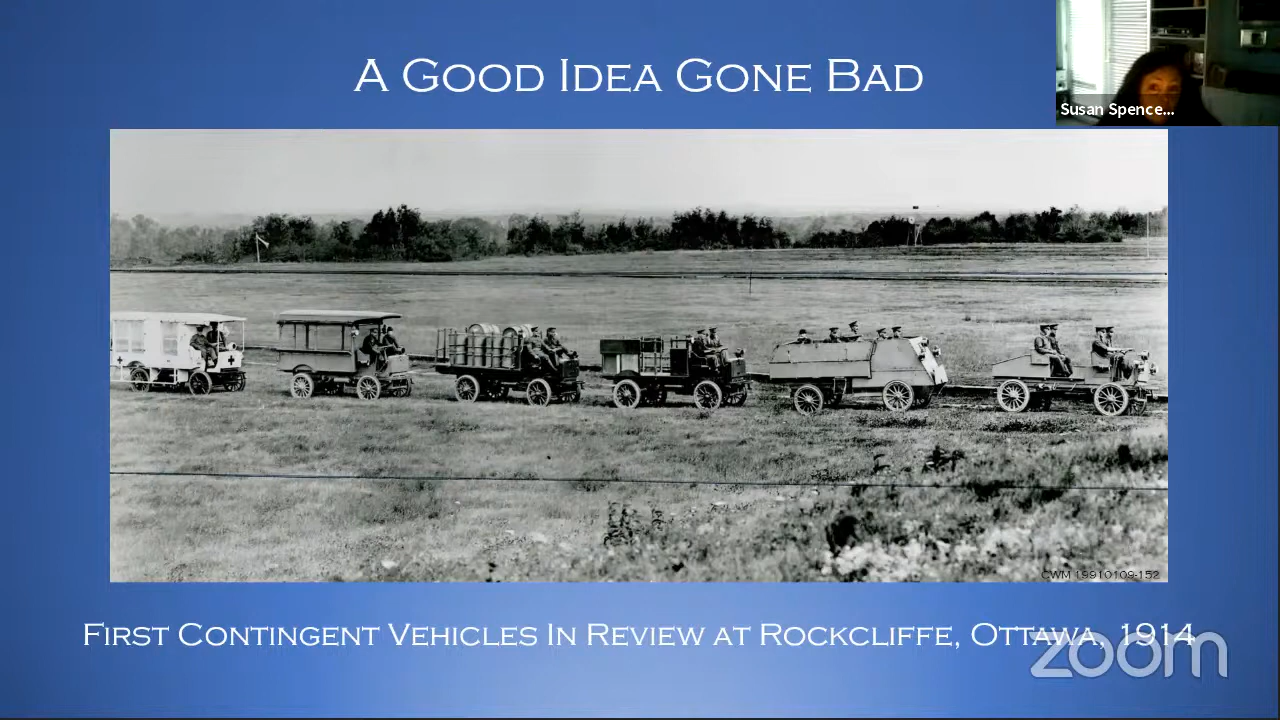 A Good Idea Gone Bad
Susan Spence...
CWM 19910109-152
First Contingent Vehicles In Review at Rockcliffe, Ottawa, 1914
zoom